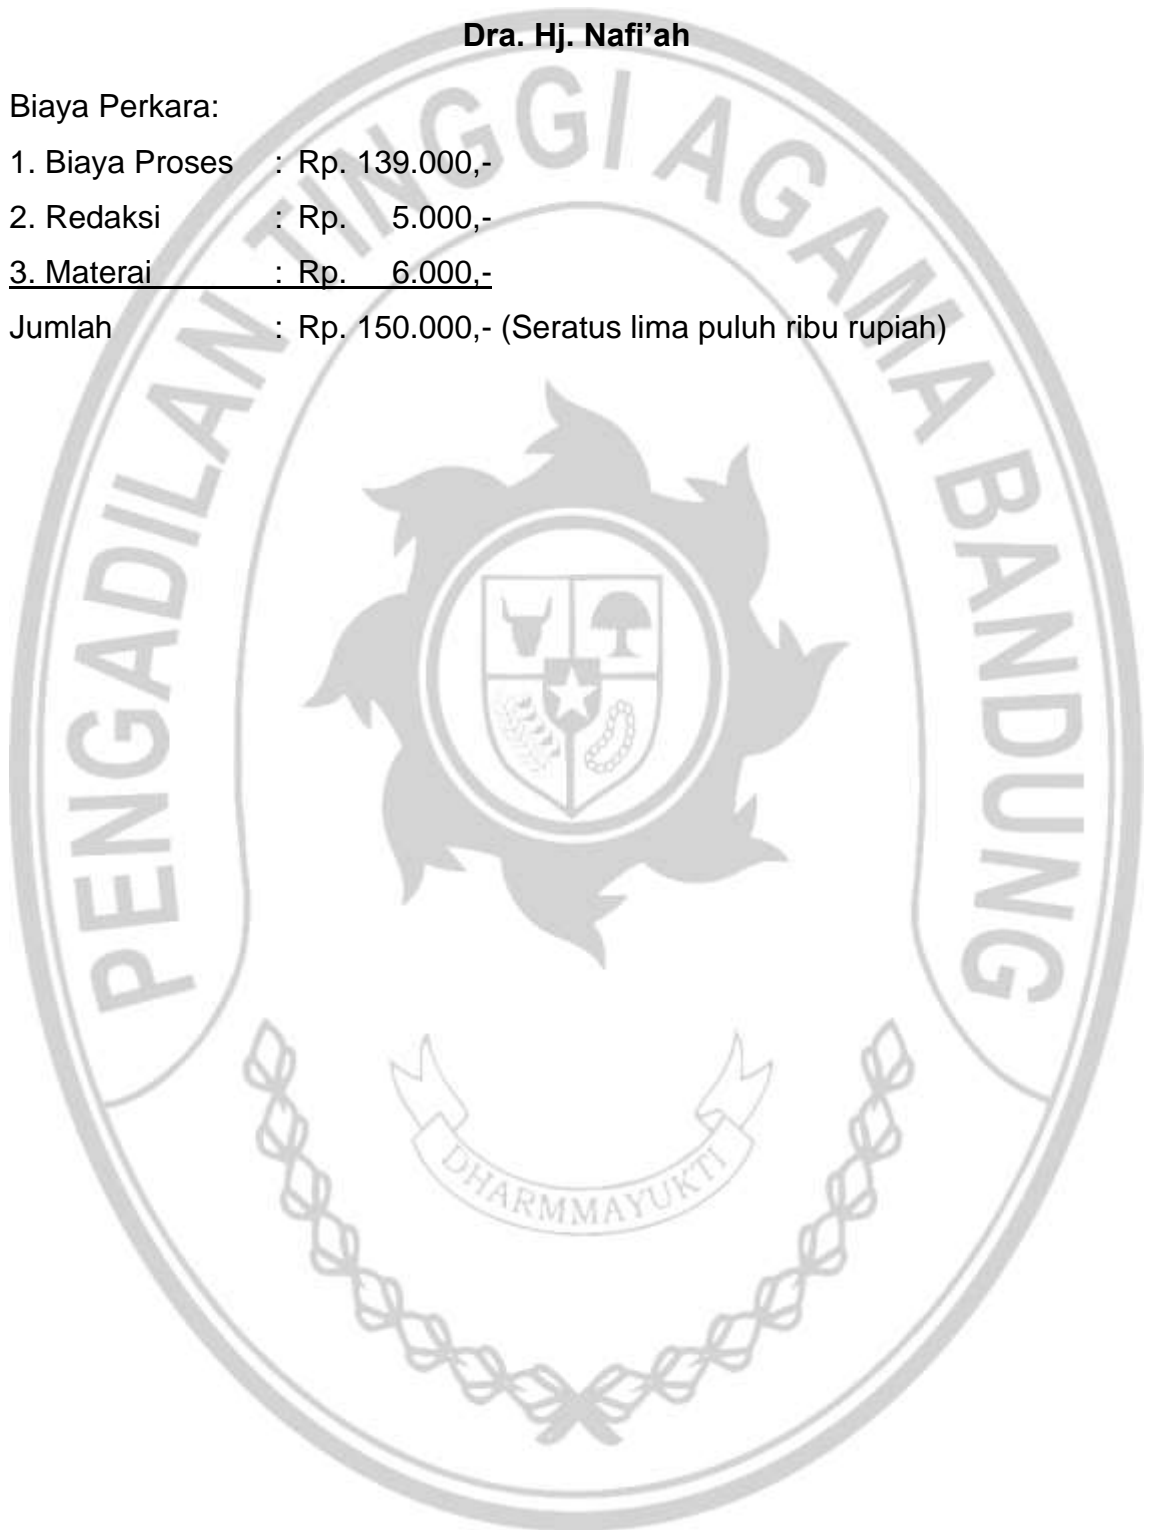 Dra. Hj. Nafi’ah
Biaya Perkara:
1. Biaya Proses : Rp. 139.000,-
2. Redaksi : Rp. 5.000,-
3. Materai : Rp. 6.000,-
Jumlah : Rp. 150.000,- (Seratus lima puluh ribu rupiah)
PENGADILAN TINGGI AGAMA BANDUNG
DHARMMAYUKTI